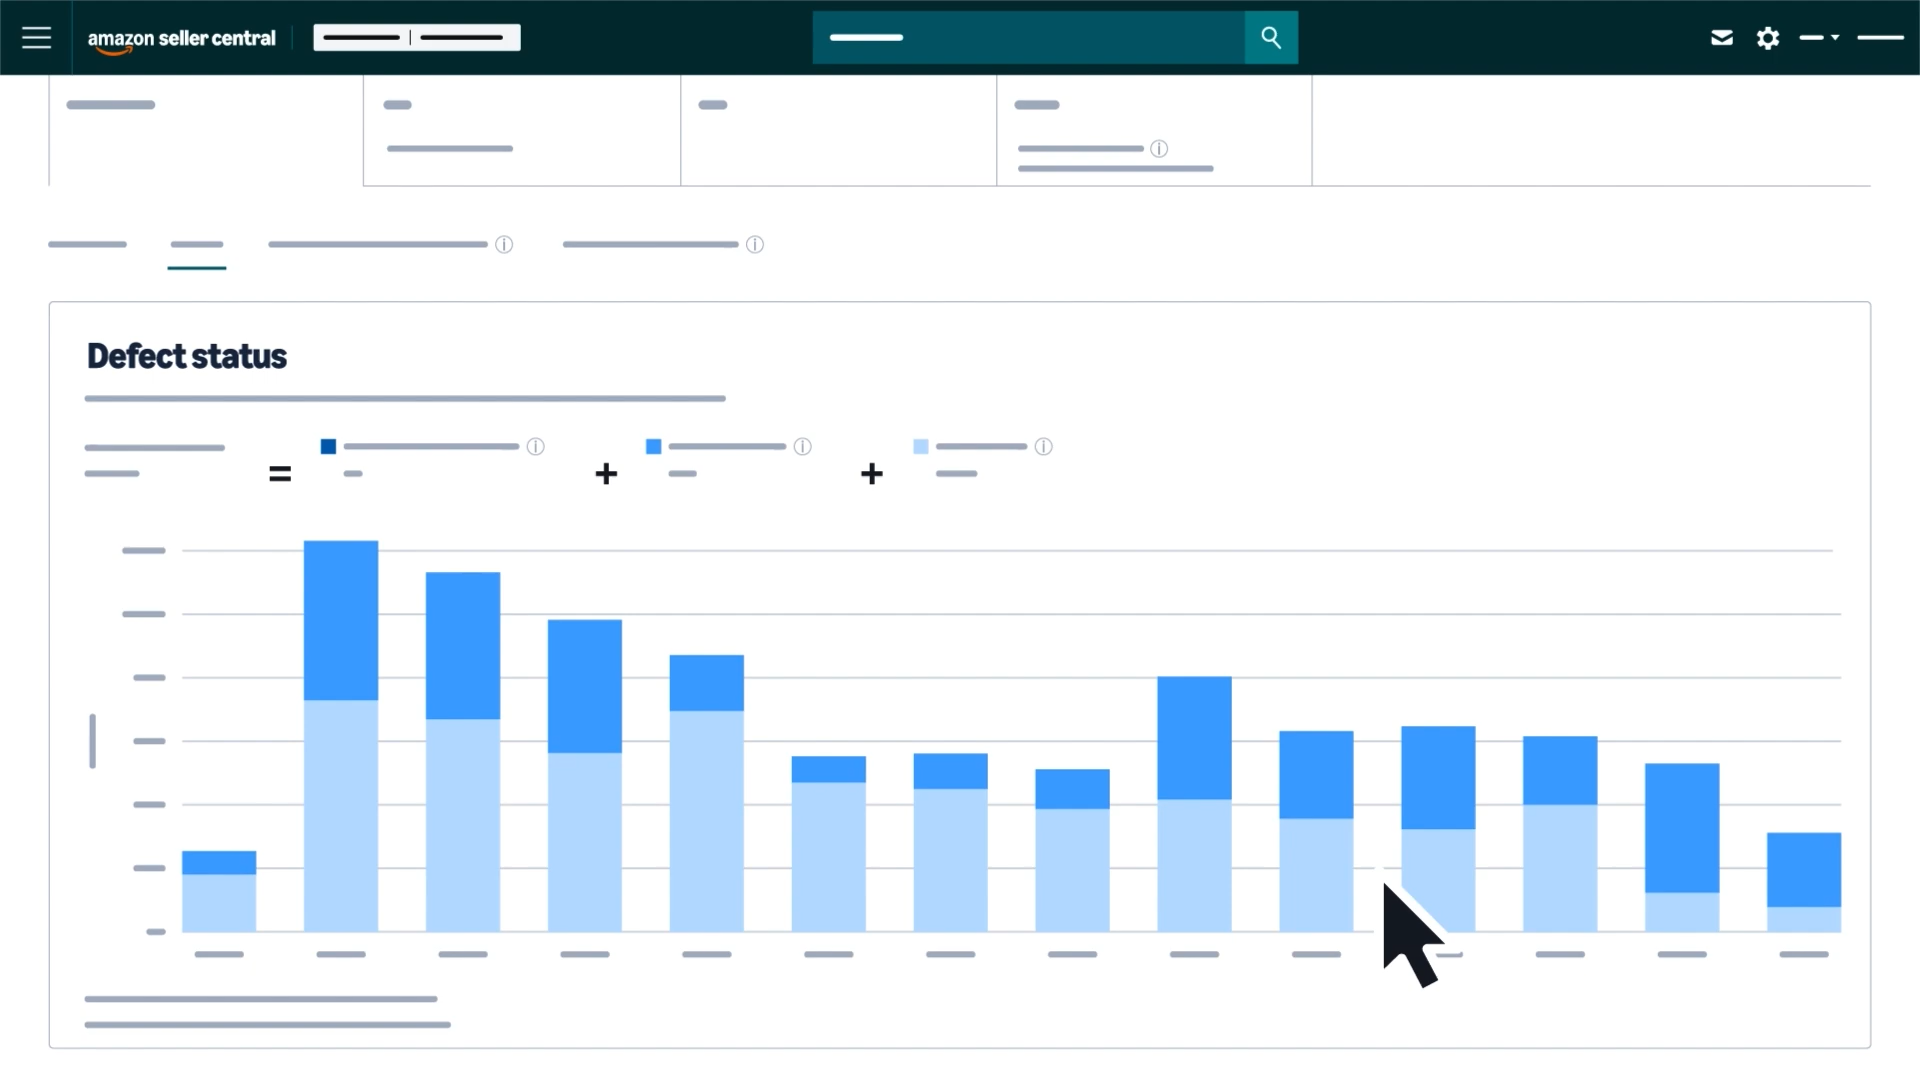 amazon seller central
Defect status
=
+
+